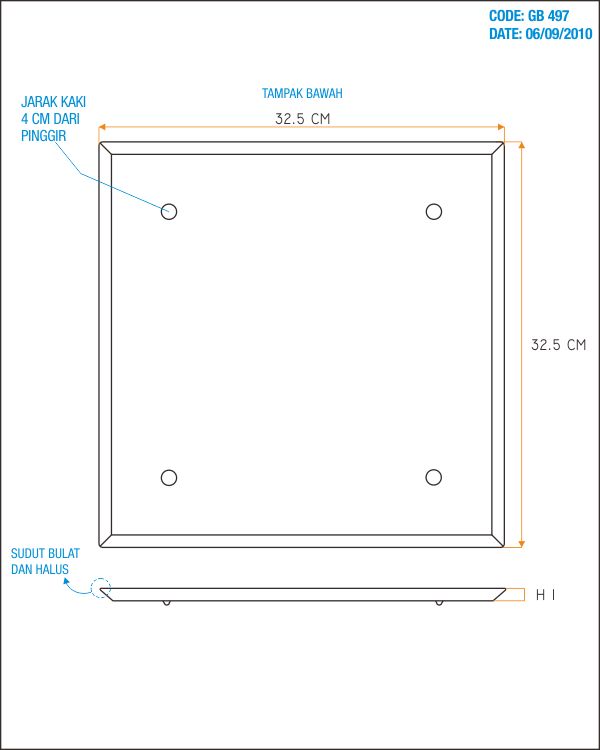 CODE: GB 497
DATE: 06/09/2010
TAMPAK BAWAH
JARAK KAKI
4 CM DARI
PINGGIR
32.5 CM
32.5 CM
SUDUT BULAT
DAN HALUS
H I